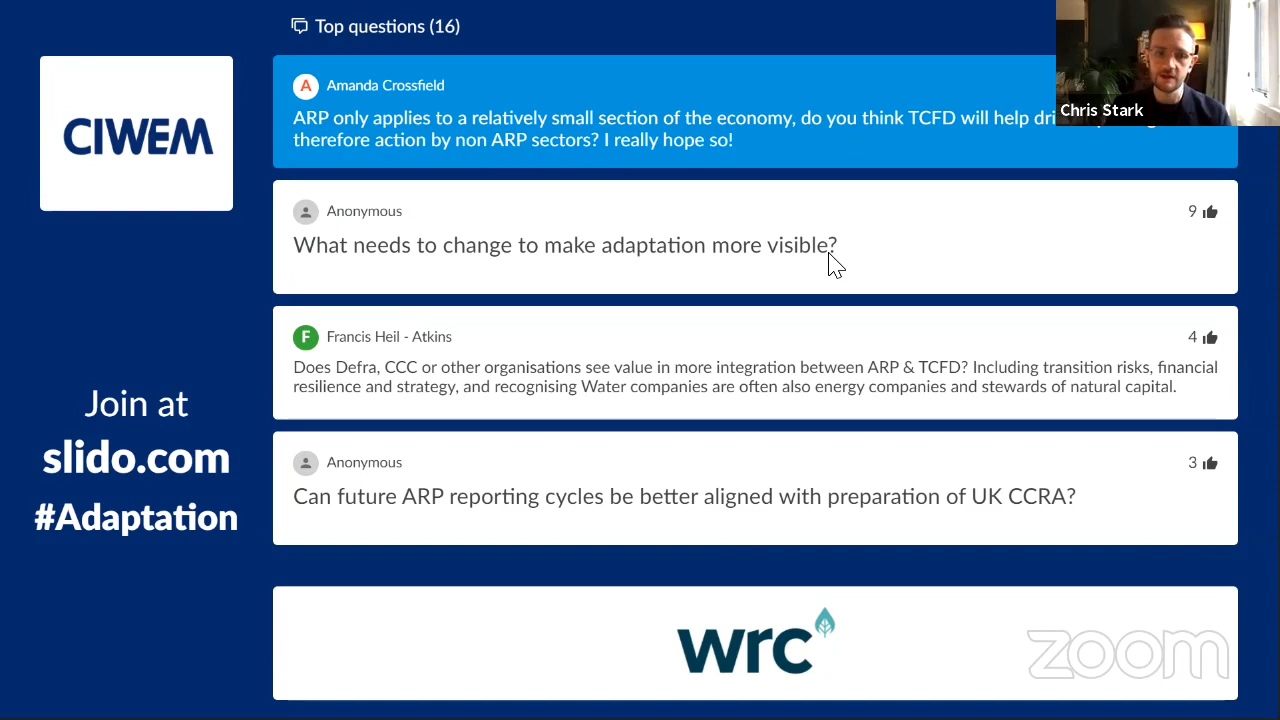 Top questions (16)
CIWEM
A
Amanda Crossfield
ARP only applies to a relatively small section of the economy, do you think TCFD will help
therefore action by non ARP sectors? I really hope so!
Chris Stark
Anonymous
9
What needs to change to make adaptation more visible?
F
Francis Heil - Atkins
4
Does Defra, CCC or other organisations see value in more integration between ARP & TCFD? Including transition risks, financial
resilience and strategy, and recognising Water companies are often also energy companies and stewards of natural capital.
Anonymous
3
Can future ARP reporting cycles be better aligned with preparation of UK CCRA?
Join at
slido.com
#Adaptation
wrc
zoom